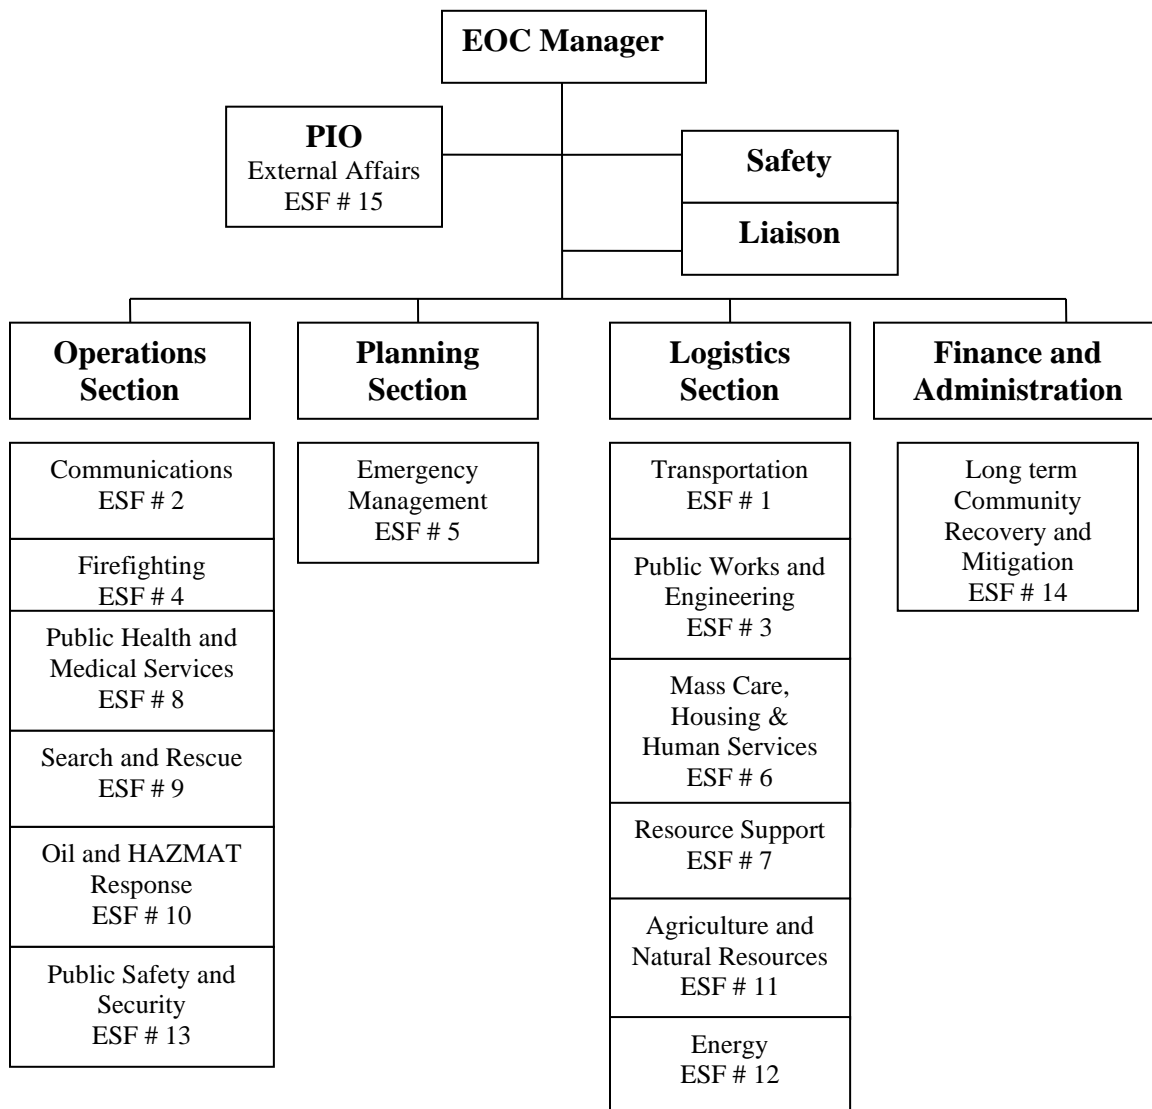 EOC Manager
PIO
External Affairs
ESF # 15
Safety
Liaison
Operations
Section
Planning
Section
Logistics
Section
Finance and
Administration
Communications
ESF # 2
Firefighting
ESF # 4
Public Health and
Medical Services
ESF # 8
Search and Rescue
ESF # 9
Oil and HAZMAT
Response
ESF # 10
Public Safety and
Security
ESF # 13
Emergency
Management
ESF # 5
Transportation
ESF # 1
Public Works and
Engineering
ESF # 3
Mass Care,
Housing &
Human Services
ESF # 6
Resource Support
ESF # 7
Agriculture and
Natural Resources
ESF # 11
Energy
ESF # 12
Long term
Community
Recovery and
Mitigation
ESF # 14